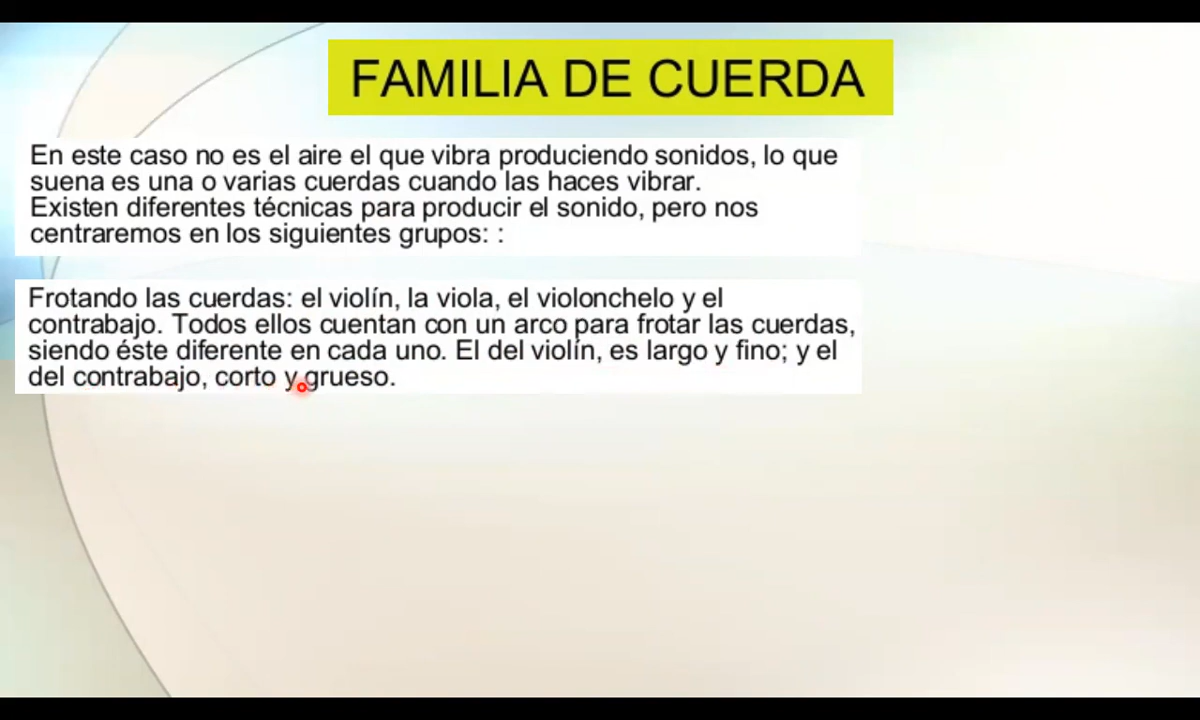 FAMILIA DE CUERDA
En este caso no es el aire el que vibra produciendo sonidos, lo que
suena es una o varias cuerdas cuando las haces vibrar.
Existen diferentes técnicas para producir el sonido, pero nos
centraremos en los siguientes grupos: :
Frotando las cuerdas: el violín, la viola, el violonchelo y el
contrabajo. Todos ellos cuentan con un arco para frotar las cuerdas,
siendo éste diferente en cada uno. El del violín, es largo y fino; y el
del contrabajo, corto y grueso.